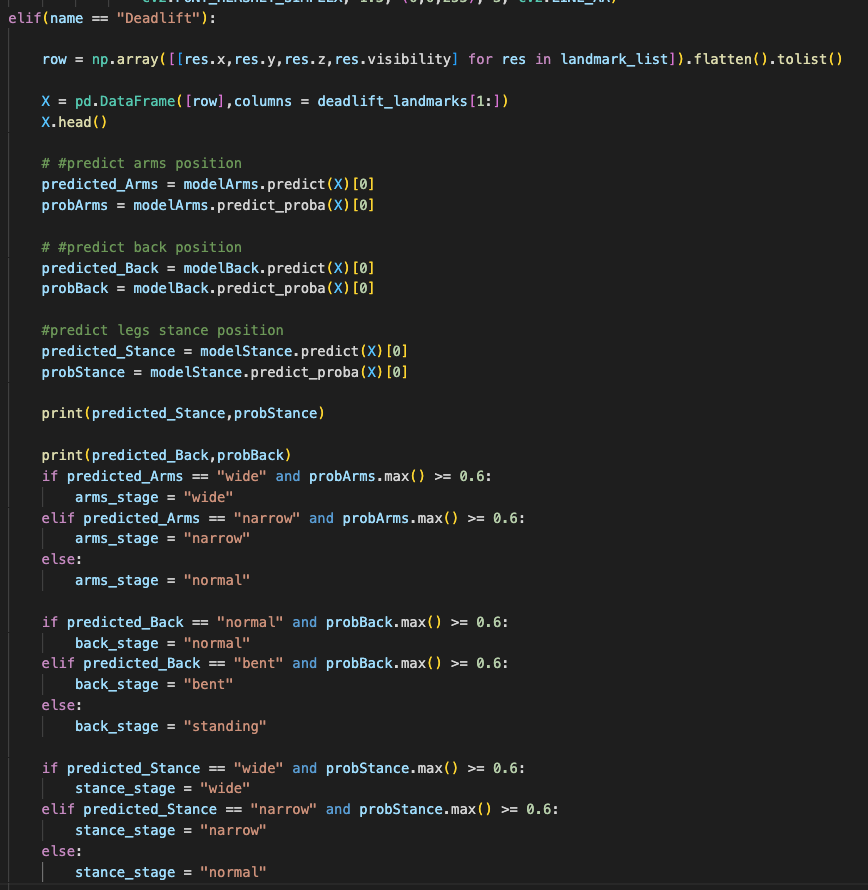 elif(name == "Deadlift"):
row = np.array([[res.x,res.y,res.z,res.visibility] for res in landmark_list]).flatten().tolist()
X = pd.DataFrame([row],columns = deadlift_landmarks[1:])
X.head()
# #predict arms position
predicted_Arms = modelArms.predict(X)[0]
probArms = modelArms.predict_proba(X)[0]
# #predict back position
predicted_Back = modelBack.predict(X)[0]
probBack = modelBack.predict_proba(X)[0]
#predict legs stance position
predicted_Stance = modelStance.predict(X)[0]
probStance = modelStance.predict_proba(X)[0]
print(predicted_Stance,probStance)
print(predicted_Back,probBack)
if predicted_Arms == "wide" and probArms.max() >= 0.6:
arms_stage = "wide"
elif predicted_Arms == "narrow" and probArms.max() >= 0.6:
arms_stage = "narrow"
else:
arms_stage = "normal"
if predicted_Back == "normal" and probBack.max() >= 0.6:
back_stage = "normal"
elif predicted_Back == "bent" and probBack.max() >= 0.6:
back_stage = "bent"
else:
back_stage = "standing"
if predicted_Stance == "wide" and probStance.max() >= 0.6:
stance_stage = "wide"
elif predicted_Stance == "narrow" and probStance.max() >= 0.6:
stance_stage = "narrow"
else:
stance_stage = "normal"